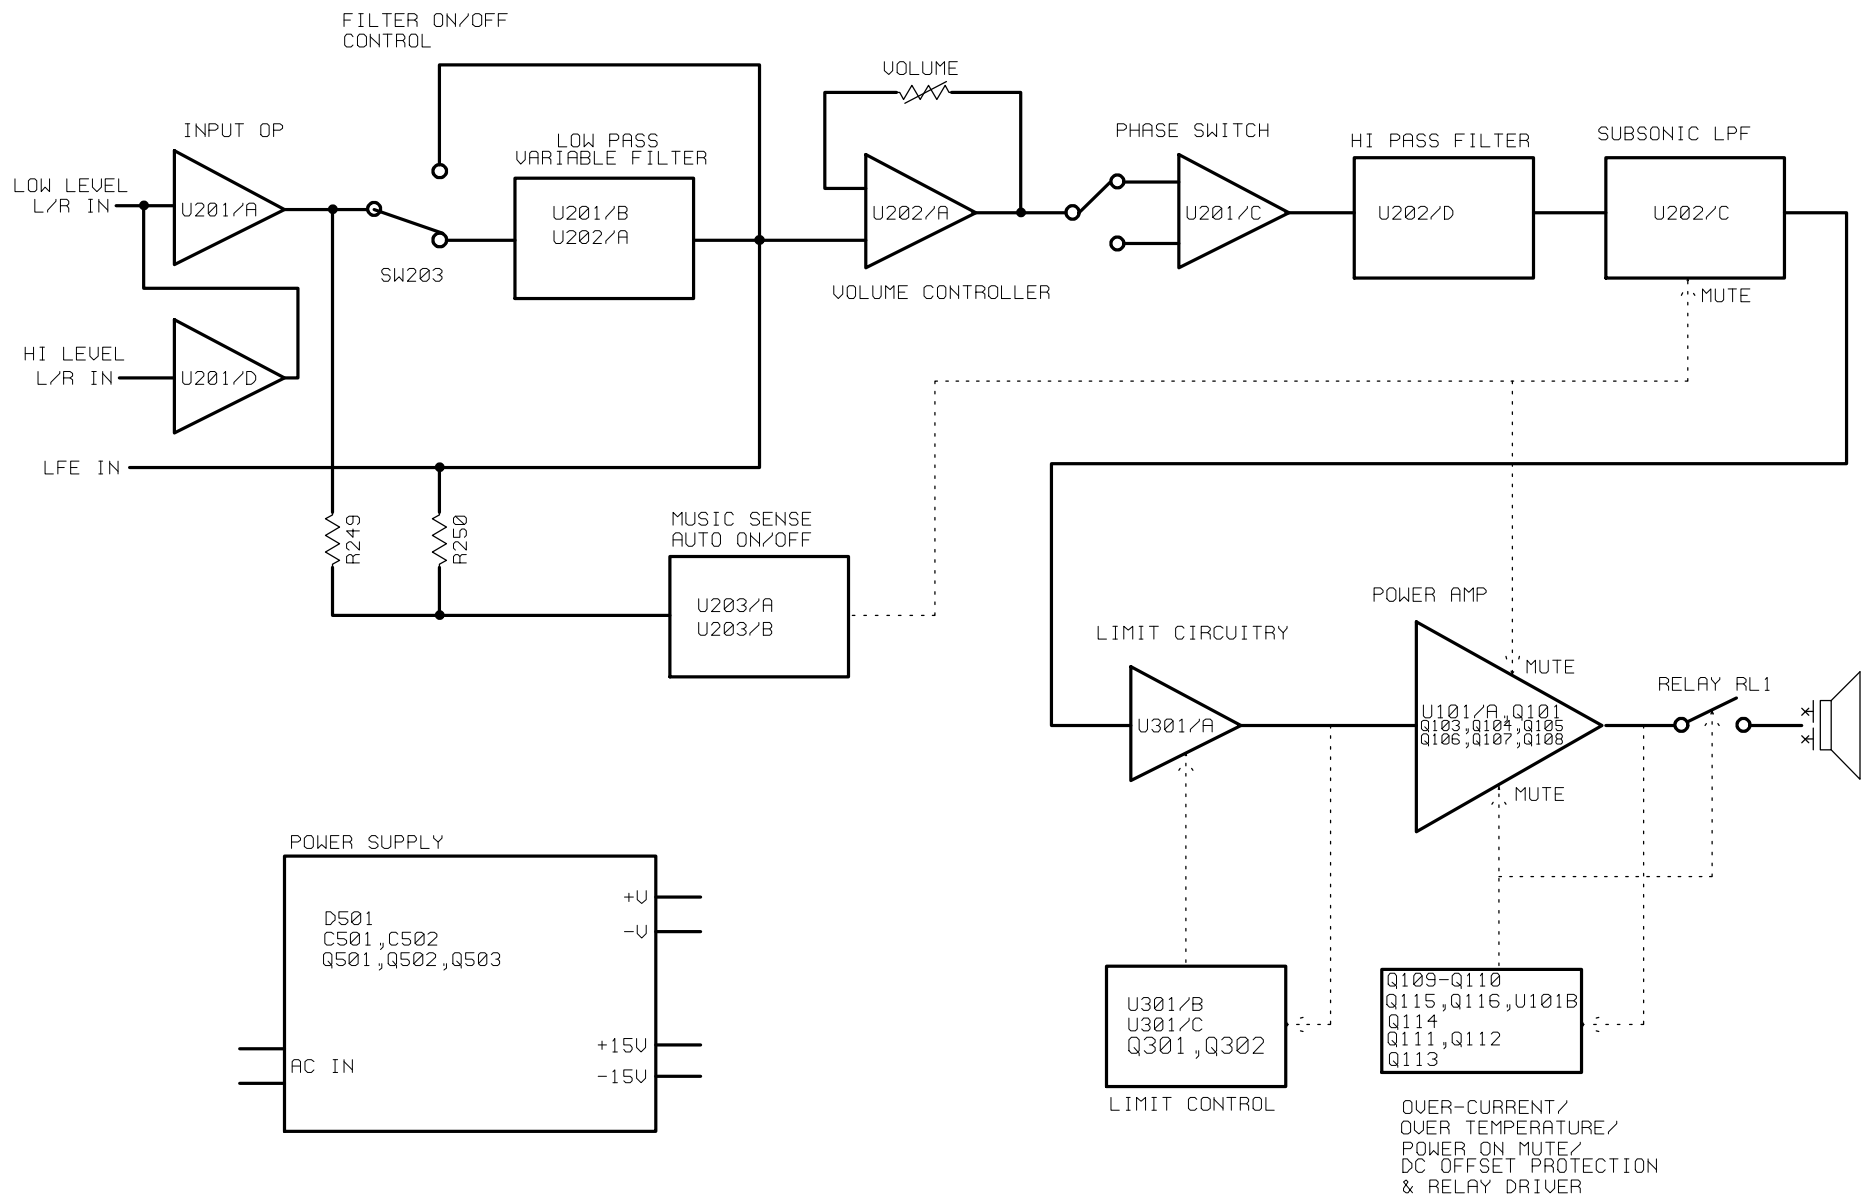 FILTER ON/OFF
CONTROL
VOLUME
INPUT OP
LOW PASS
VARIABLE FILTER
PHASE SWITCH
HI PASS FILTER
SUBSONIC LPF
LOW LEVEL
L/R IN
U201/A
U201/B
U202/A
U202/A
U201/C
U202/D
U202/C
SW203
VOLUME CONTROLLER
MUTE
HI LEVEL
L/R IN
U201/D
LFE IN
R249
R250
MUSIC SENSE
AUTO ON/OFF
U203/A
U203/B
POWER AMP
LIMIT CIRCUITRY
MUTE
RELAY RL1
U301/A
U101/A,Q101
Q103,Q104,Q105
Q106,Q107,Q108
MUTE
POWER SUPPLY
+V
-V
D501
C501,C502
Q501,Q502,Q503
+15V
-15V
AC IN
U301/B
U301/C
Q301,Q302
LIMIT CONTROL
Q109-Q110
Q115,Q116,U101B
Q114
Q111,Q112
Q113
OVER-CURRENT/
OVER TEMPERATURE/
POWER ON MUTE/
DC OFFSET PROTECTION
& RELAY DRIVER